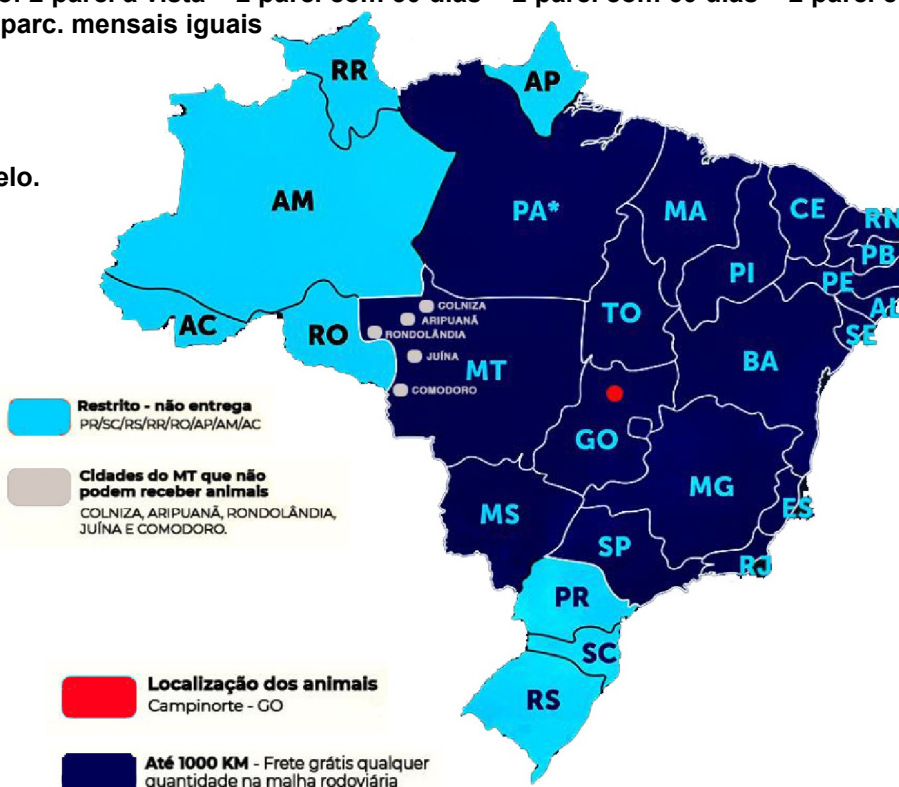 parc. mensais iguais
elo.
RR
AP
AM
PA*
MA
CE
RN
PB
PI
PE
AL
SE
AC
RO
COLNIZA
ARIPUANÃ
RONDOLÂNDIA
JUÍNA
COMODORO
MT
TO
BA
GO
MG
ES
MS
SP
RJ
PR
SC
RS
Restrito - não entrega
PR/SC/RS/RR/RO/AP/AM/AC
Cidades do MT que não
podem receber animais
COLNIZA, ARIPUANÃ, RONDOLÂNDIA,
JUÍNA E COMODORO.
Localização dos animais
Campinorte - GO
Até 1000 KM - Frete grátis qualquer
quantidade na malha rodoviária